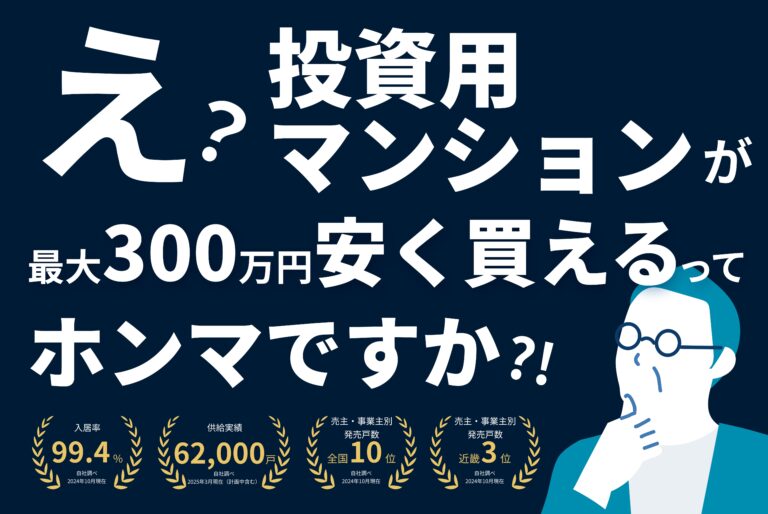 え? 投資用
マンションが
最大300万円安く買えるって
ホンマですか?!
入居率
99.4%
自社調べ
2024年10月現在
供給実績
62,000戸
自社調べ
2025年3月現在（計画中含む）
売主・事業主別
発売戸数
全国10位
自社調べ
2024年10月現在
売主・事業主別
発売戸数
近畿3位
自社調べ
2024年10月現在